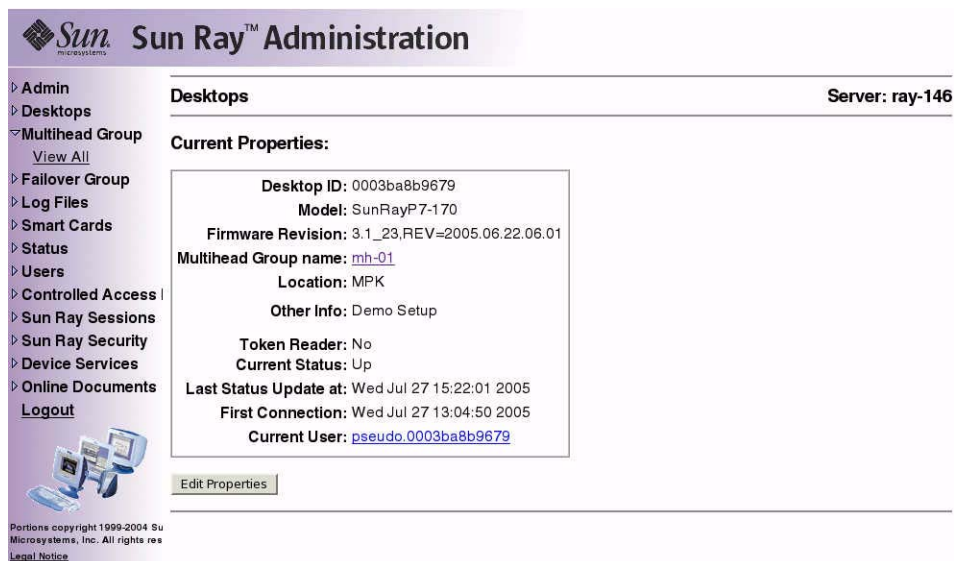 Sun microsystems Sun Ray™ Administration
Admin
Desktops
Multihead Group
View All
Failover Group
Log Files
Smart Cards
Status
Users
Controlled Access
Sun Ray Sessions
Sun Ray Security
Device Services
Online Documents
Logout
Portions copyright 1999-2004 Su
Microsystems, Inc. All rights res
Legal Notice
Desktops Server: ray-146
Current Properties:
Desktop ID: 0003ba8b9679
Model: SunRayP7-170
Firmware Revision: 3.1_23,REV=2005.06.22.06.01
Multihead Group name: mh-01
Location: MPK
Other Info: Demo Setup
Token Reader: No
Current Status: Up
Last Status Update at: Wed Jul 27 15:22:01 2005
First Connection: Wed Jul 27 13:04:50 2005
Current User: pseudo.0003ba8b9679
Edit Properties